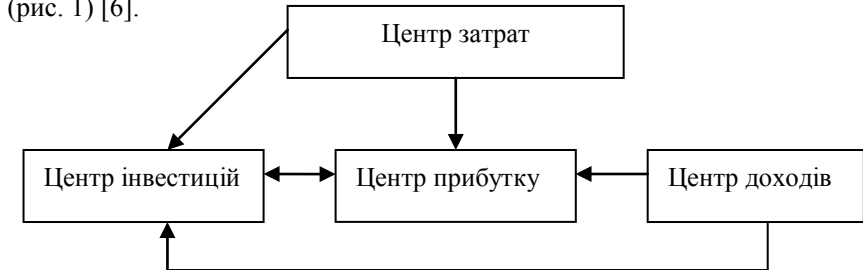 (рис. 1) [6].
Центр затрат
Центр інвестицій
Центр прибутку
Центр доходів